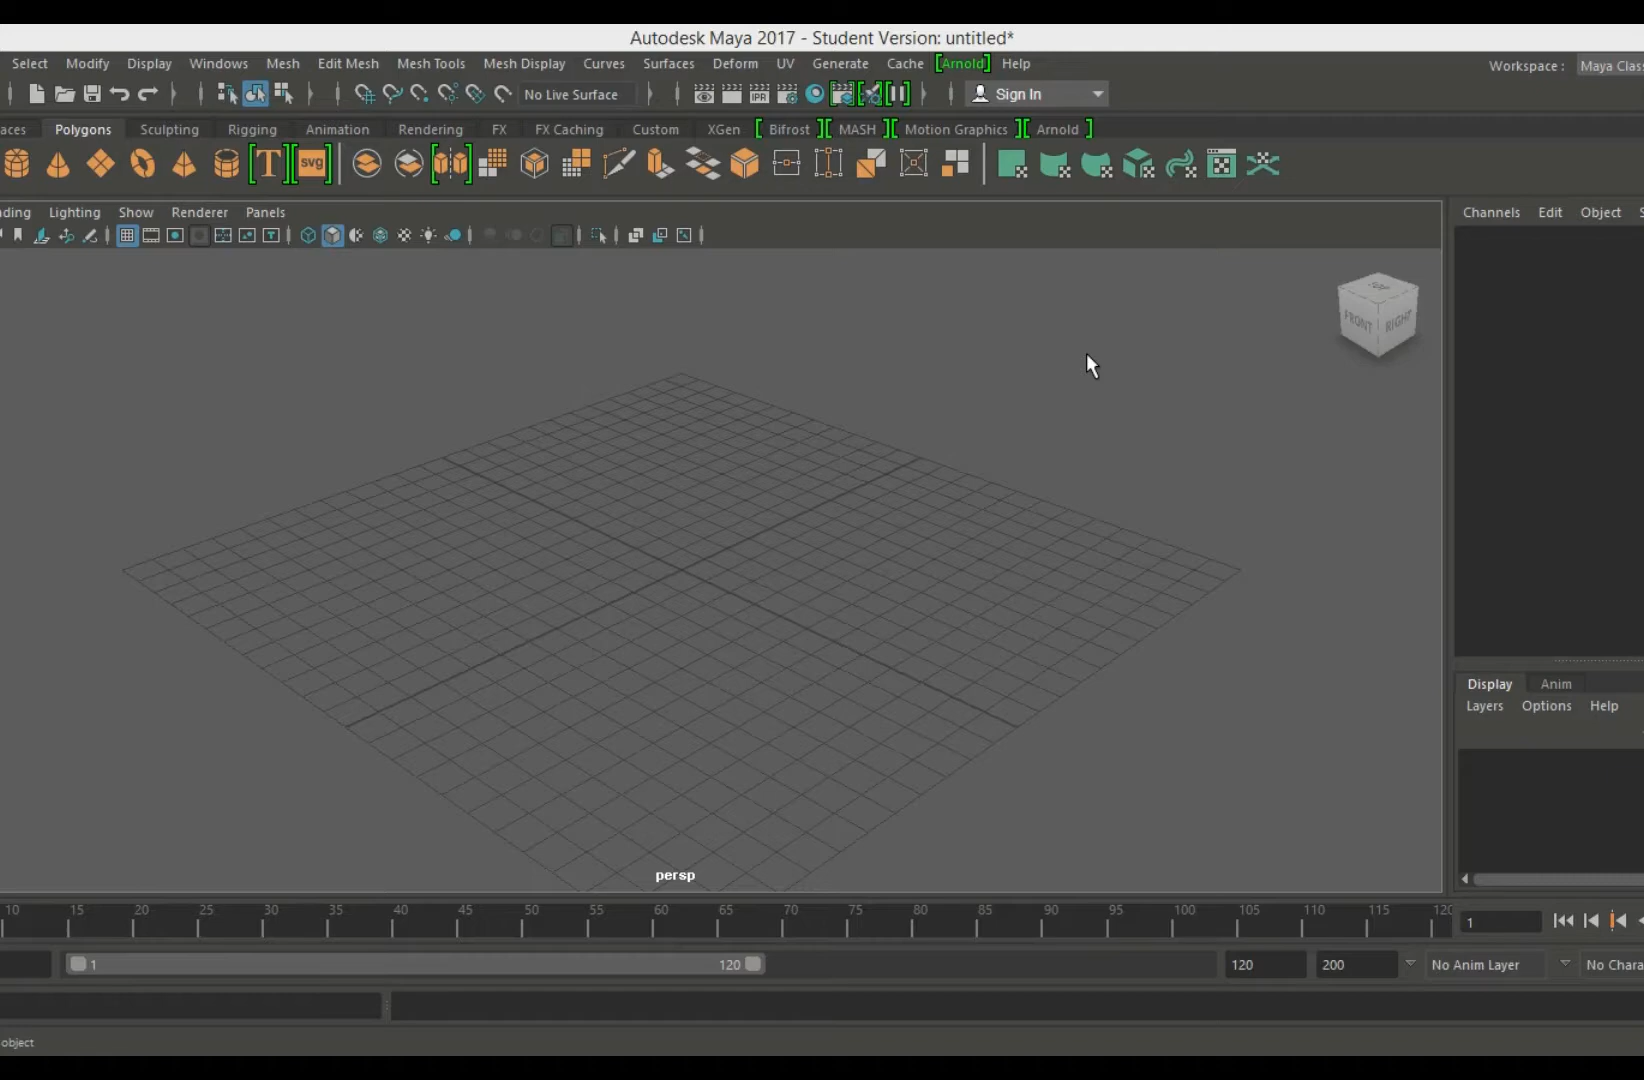 Autodesk Maya 2017 - Student Version: untitled*
Select Modify Display Windows Mesh Edit Mesh Mesh Tools Mesh Display Curves Surfaces Deform UV Generate Cache [Arnold] Help Workspace : Maya Clas
No Live Surface IPR Sign In
aces Polygons Sculpting Rigging Animation Rendering FX FX Caching Custom XGen [ Bifrost ][ MASH ][ Motion Graphics ][ Arnold ]
T svg
ding Lighting Show Renderer Panels
Channels Edit Object S
TOP
FRONT RIGHT
persp
Display Anim
Layers Options Help
10 15 20 25 30 35 40 45 50 55 60 65 70 75 80 85 90 95 100 105 110 115 120
1
1 120 120 200 No Anim Layer No Chara
object